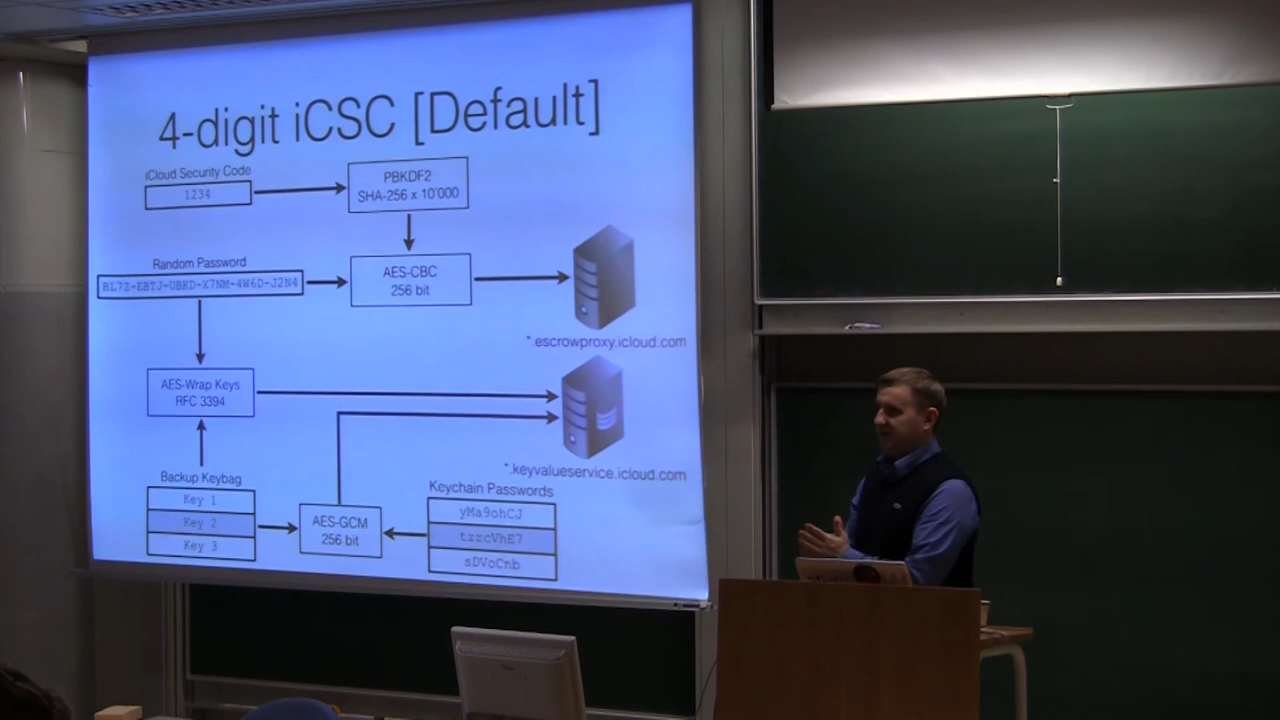 4-digit iCSC [Default]
iCloud Security Code
1234
PBKDF2
SHA-256 x 10'000
Random Password
BL7Z-EBTJ-UBKD-X7NM-4W6D-J2N4
AES-CBC
256 bit
*.escrowproxy.icloud.com
AES-Wrap Keys
RFC 3394
*.keyvalueservice.icloud.com
Backup Keybag
Key 1
Key 2
Key 3
AES-GCM
256 bit
Keychain Passwords
yMa9ohCJ
tzzcVhE7
sDVoCnb